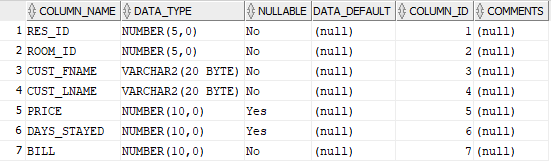 COLUMN_NAME DATA_TYPE NULLABLE DATA_DEFAULT COLUMN_ID COMMENTS
1 RES_ID NUMBER(5,0) No (null) 1 (null)
2 ROOM_ID NUMBER(5,0) No (null) 2 (null)
3 CUST_FNAME VARCHAR2(20 BYTE) No (null) 3 (null)
4 CUST_LNAME VARCHAR2(20 BYTE) No (null) 4 (null)
5 PRICE NUMBER(10,0) Yes (null) 5 (null)
6 DAYS_STAYED NUMBER(10,0) Yes (null) 6 (null)
7 BILL NUMBER(10,0) No (null) 7 (null)